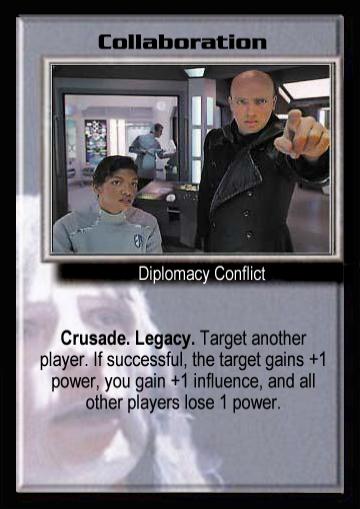 Collaboration
Diplomacy Conflict
Crusade. Legacy. Target another
player. If successful, the target gains +1
power, you gain +1 influence, and all
other players lose 1 power.